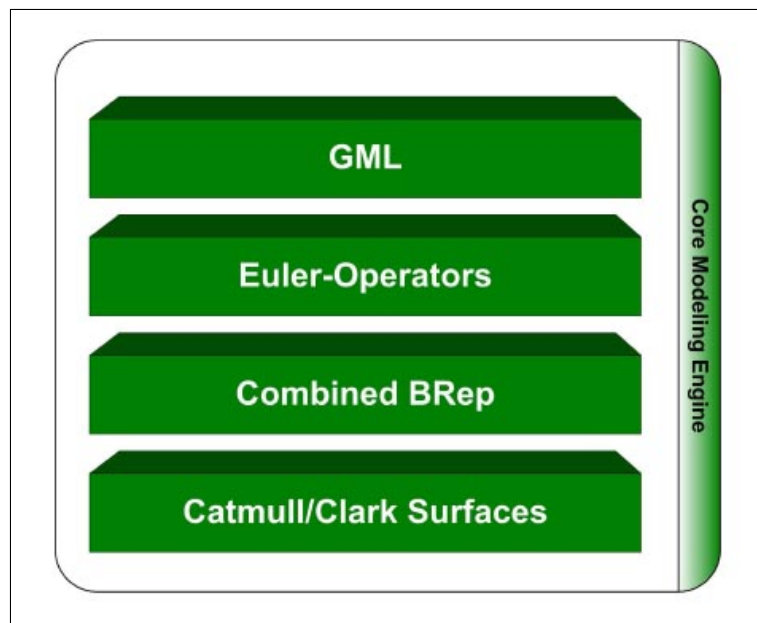 GML
Euler-Operators
Combined BRep
Catmull/Clark Surfaces
Core Modeling Engine